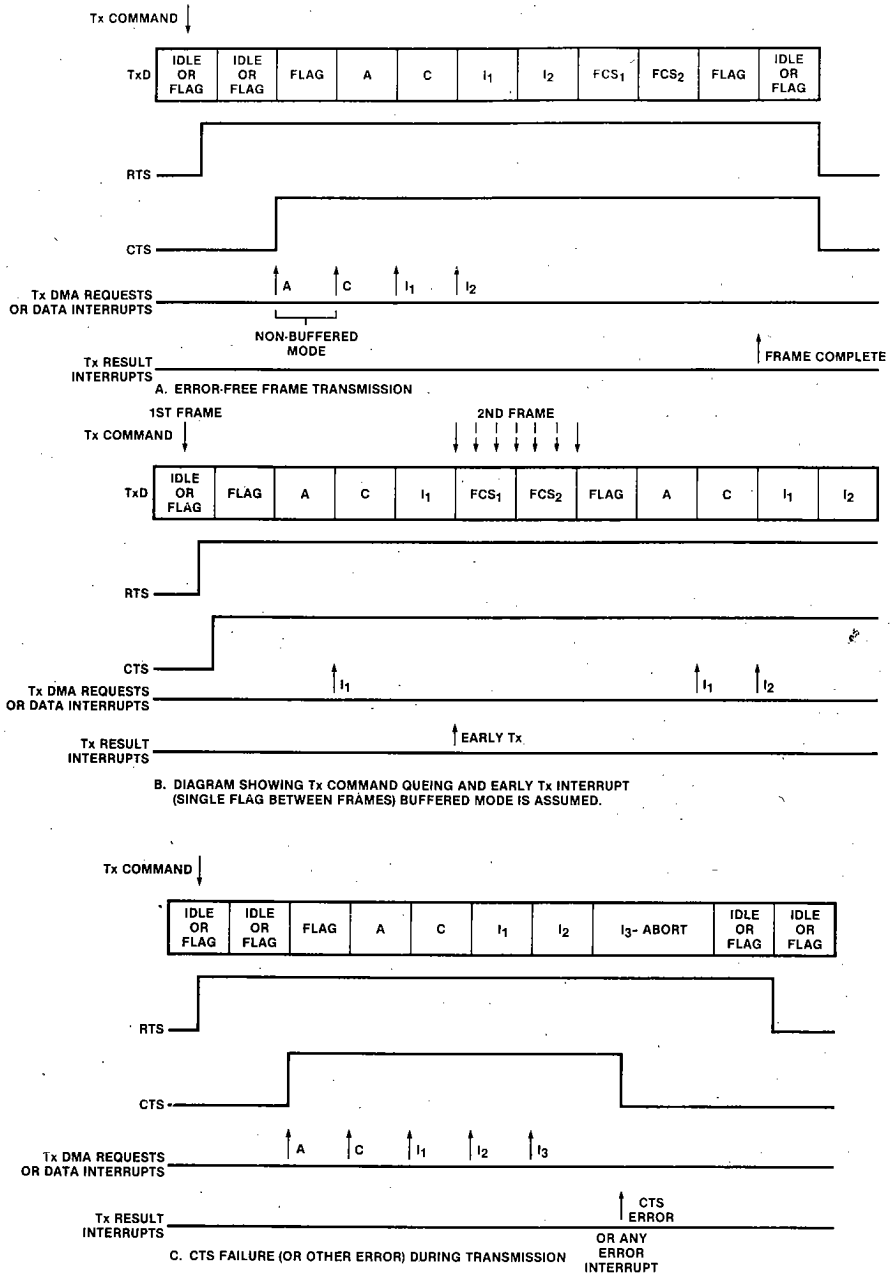 Tx COMMAND
TxD
IDLE OR FLAG
IDLE OR FLAG
FLAG
A
C
I1
I2
FCS1
FCS2
FLAG
IDLE OR FLAG
RTS
CTS
Tx DMA REQUESTS
OR DATA INTERRUPTS
A
C
I1
I2
NON-BUFFERED
MODE
Tx RESULT
INTERRUPTS
FRAME COMPLETE
A. ERROR-FREE FRAME TRANSMISSION
1ST FRAME
2ND FRAME
Tx COMMAND
TxD
IDLE OR FLAG
FLAG
A
C
I1
FCS1
FCS2
FLAG
A
C
I1
I2
RTS
CTS
Tx DMA REQUESTS
OR DATA INTERRUPTS
I1
I1
I2
Tx RESULT
INTERRUPTS
EARLY Tx
B. DIAGRAM SHOWING Tx COMMAND QUEING AND EARLY Tx INTERRUPT
(SINGLE FLAG BETWEEN FRAMES) BUFFERED MODE IS ASSUMED.
Tx COMMAND
IDLE OR FLAG
IDLE OR FLAG
FLAG
A
C
I1
I2
I3- ABORT
IDLE OR FLAG
IDLE OR FLAG
RTS
CTS
Tx DMA REQUESTS
OR DATA INTERRUPTS
A
C
I1
I2
I3
Tx RESULT
INTERRUPTS
CTS
ERROR
OR ANY
ERROR
INTERRUPT
C. CTS FAILURE (OR OTHER ERROR) DURING TRANSMISSION